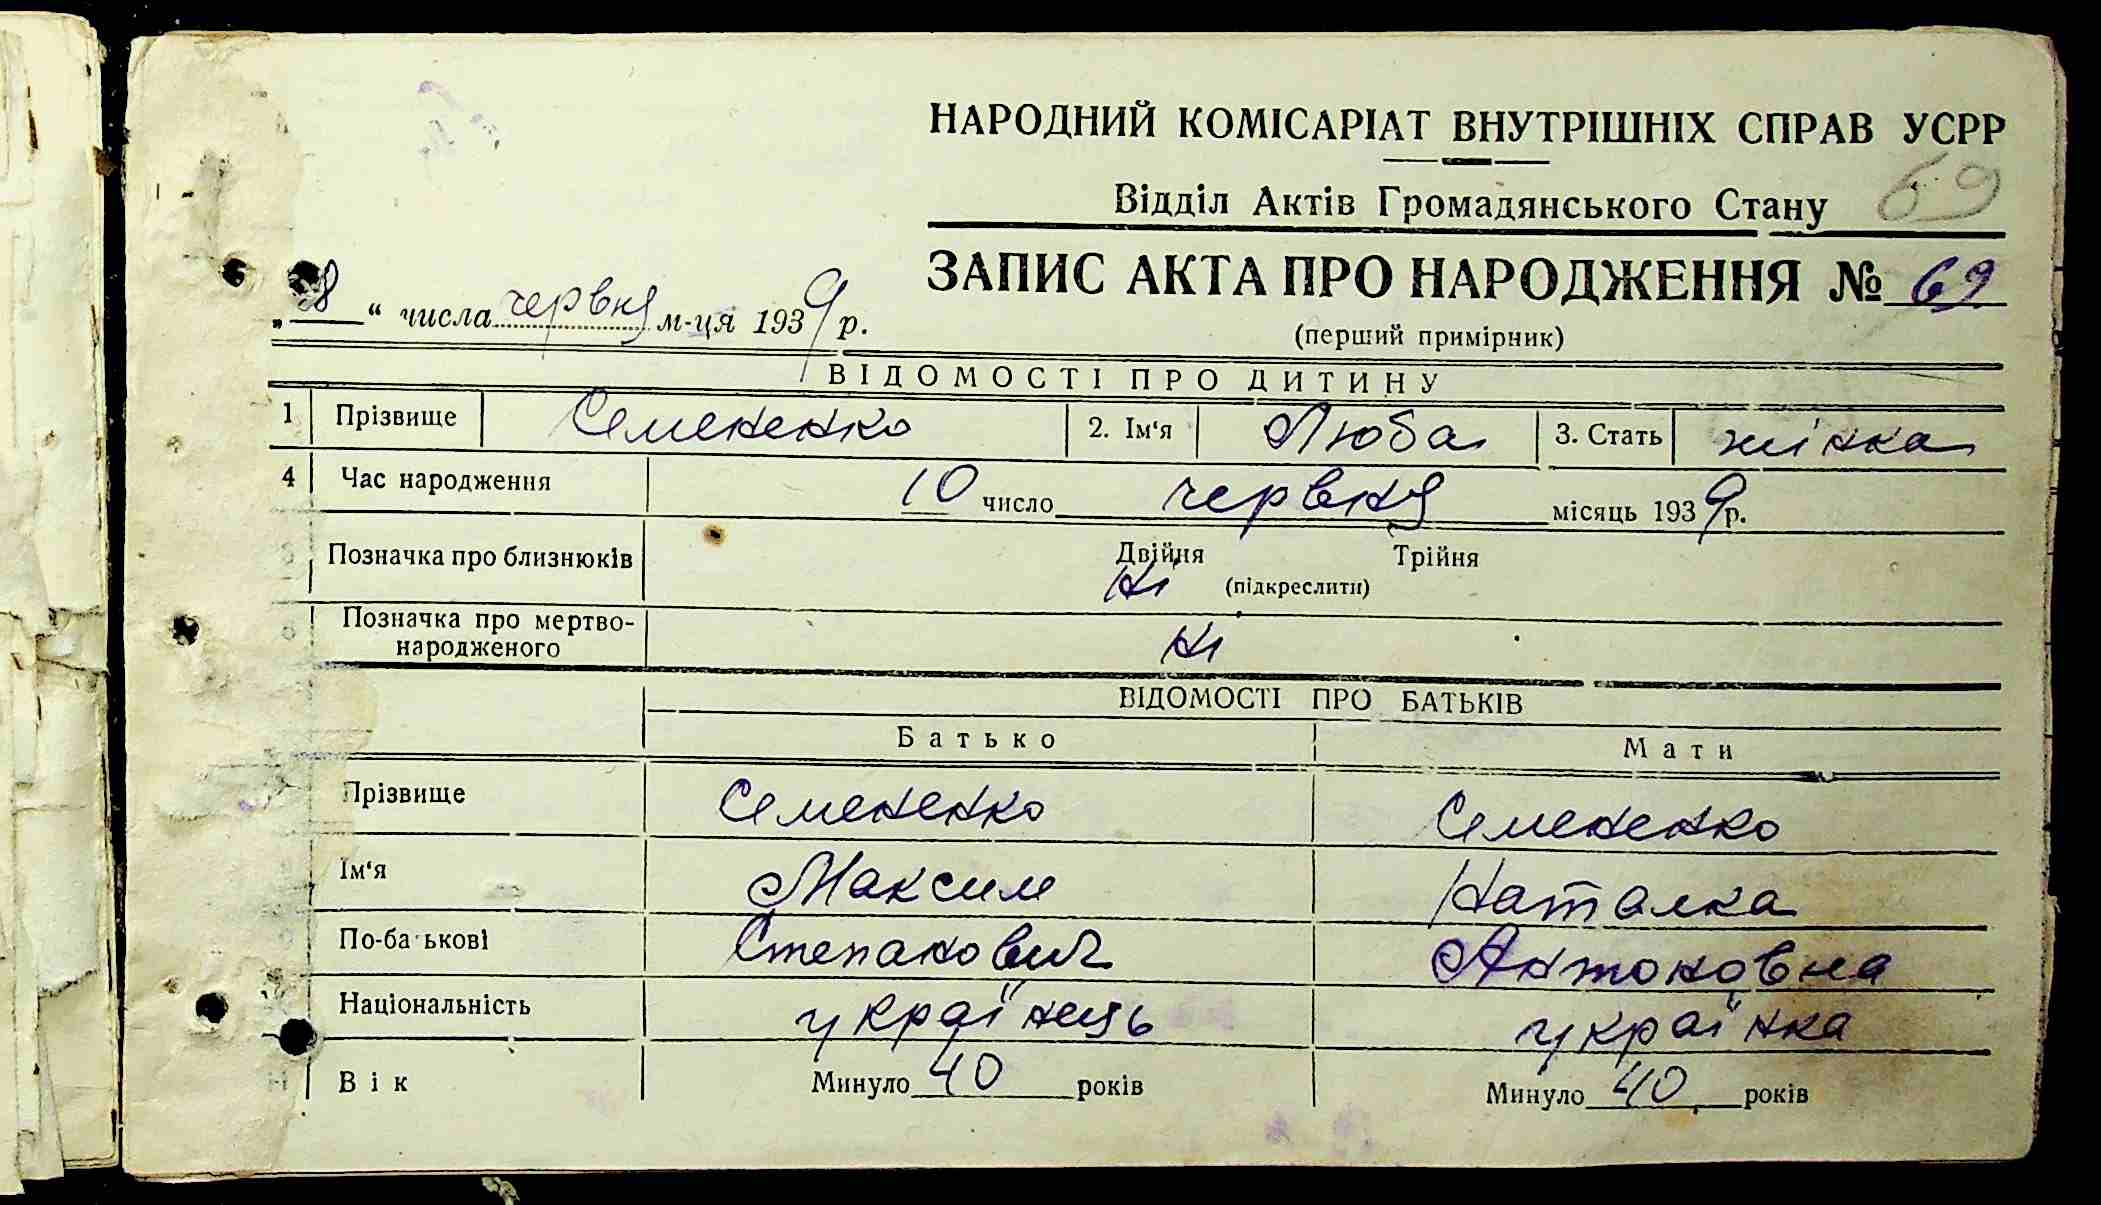 НАРОДНИЙ КОМІСАРІАТ ВНУТРІШНІХ СПРАВ УСРР
Відділ Актів Громадянського Стану 69
ЗАПИС АКТА ПРО НАРОДЖЕННЯ № 69
(перший примірник)
„ 8 “ числа червня м-ця 1939 р.
ВІДОМОСТІ ПРО ДИТИНУ
1 Прізвище Семененко 2. Ім'я Люба 3. Стать жінка
4 Час народження 10 число червня місяць 1939 р.
Позначка про близнюків Двійня Трійня
Ні (підкреслити)
Позначка про мертво-
народженого Ні
ВІДОМОСТІ ПРО БАТЬКІВ
Батько Мати
Прізвище Семененко Семененко
Ім'я Максим Наталка
По-батькові Степанович Антоновна
Національність українець українка
Вік Минуло 40 років Минуло 40 років